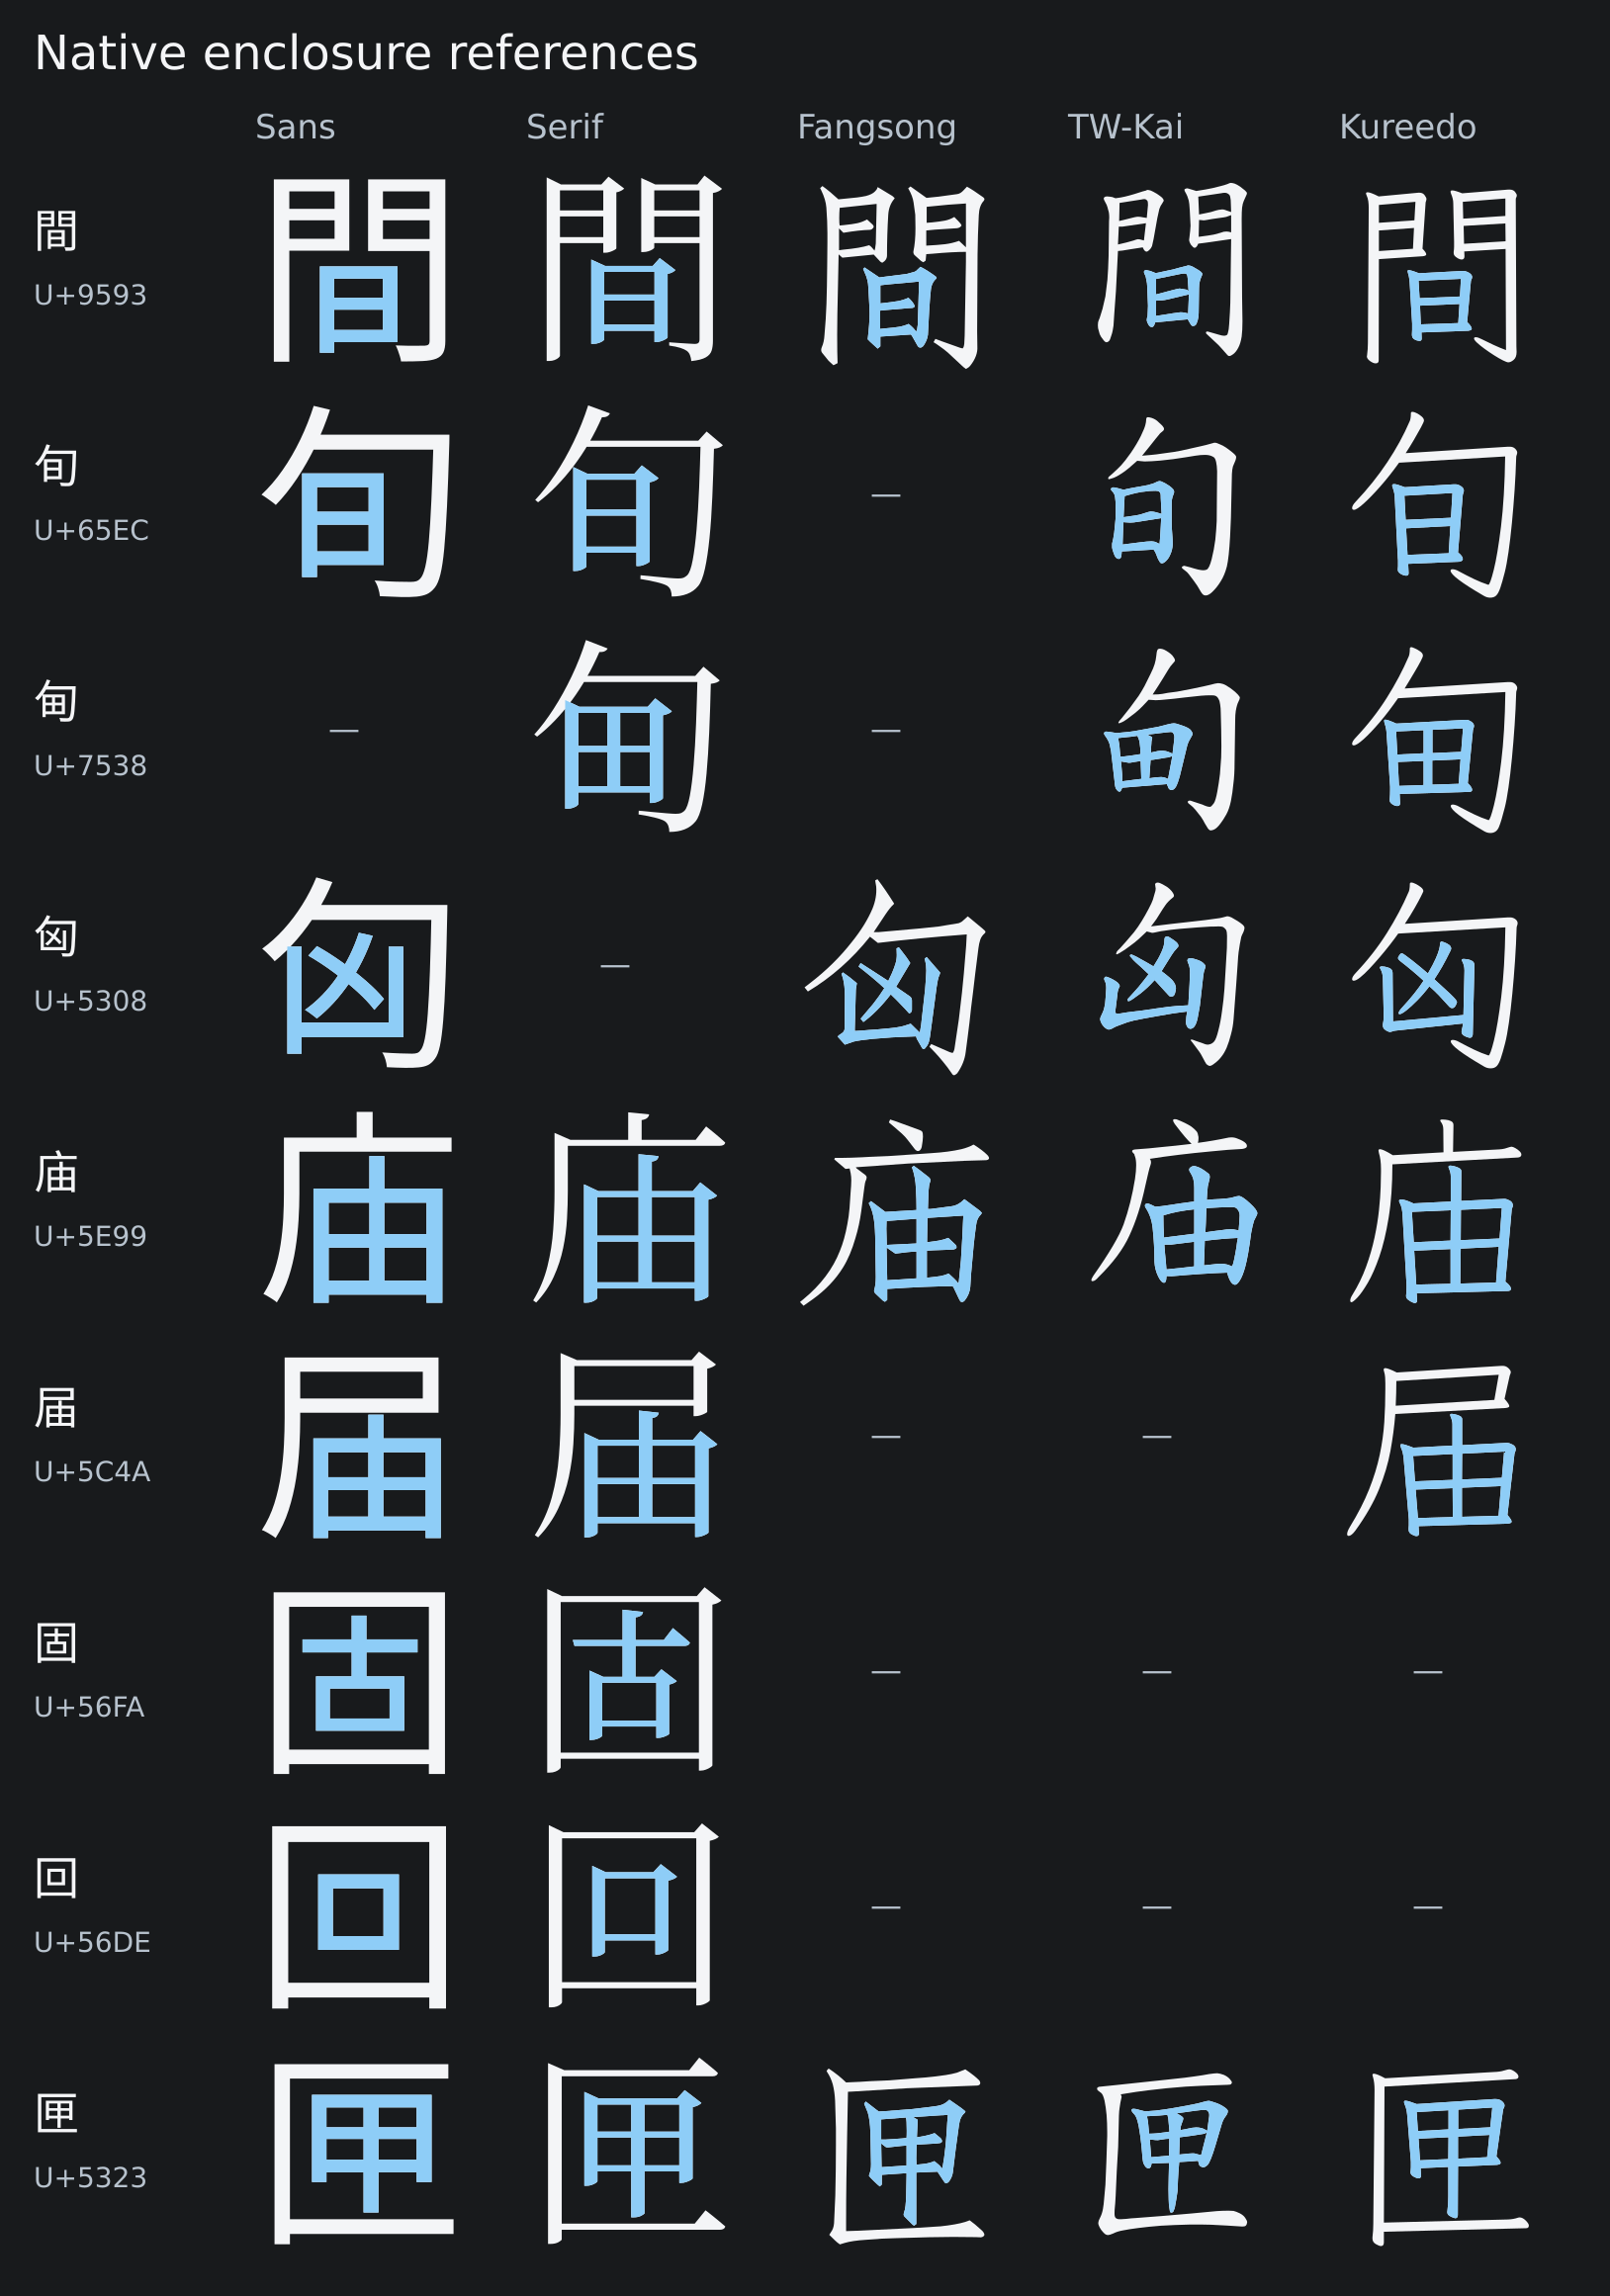 Native enclosure references
Sans Serif Fangsong TW-Kai Kureedo
間 間 間 間 間 間
U+9593
旬 旬 旬 — 旬 旬
U+65EC
甸 — 甸 — 甸 甸
U+7538
匈 匈 — 匈 匈 匈
U+5308
庙 庙 庙 庙 庙 庙
U+5E99
届 届 届 — — 届
U+5C4A
固 固 固 — — —
U+56FA
回 回 回 — — —
U+56DE
匣 匣 匣 匣 匣 匣
U+5323